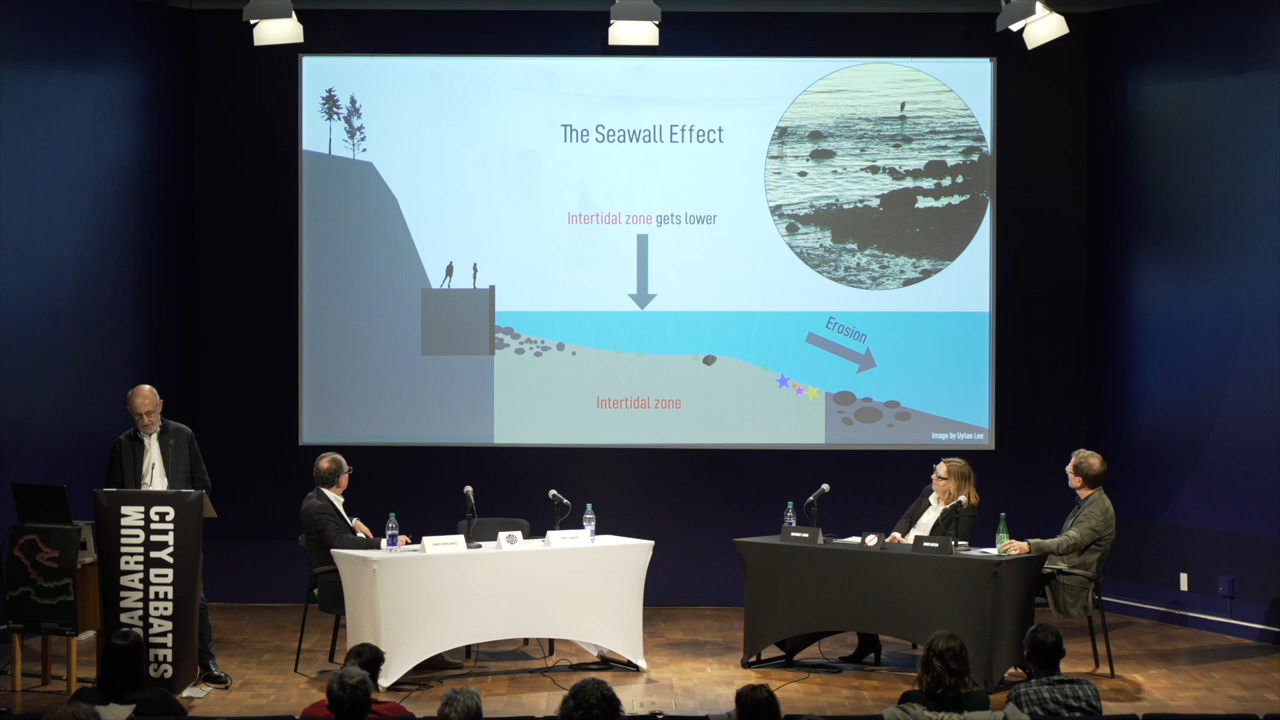 The Seawall Effect
Intertidal zone gets lower
Erosion
Intertidal zone
Image by Uytae Lee
CITY DEBATES
ANARIUM